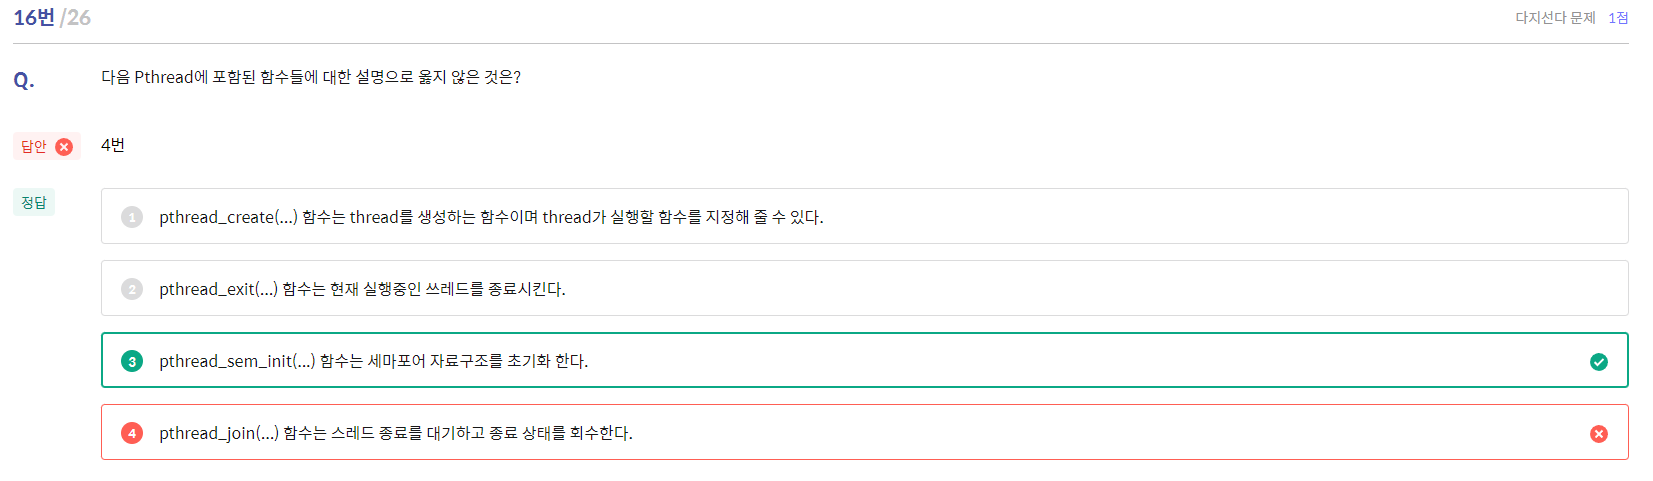 16번 /26
다지선다 문제 1점
Q. 다음 Pthread에 포함된 함수들에 대한 설명으로 옳지 않은 것은?
답안 4번
정답
1 pthread_create(...) 함수는 thread를 생성하는 함수이며 thread가 실행할 함수를 지정해 줄 수 있다.
2 pthread_exit(...) 함수는 현재 실행중인 쓰레드를 종료시킨다.
3 pthread_sem_init(...) 함수는 세마포어 자료구조를 초기화 한다.
4 pthread_join(...) 함수는 스레드 종료를 대기하고 종료 상태를 회수한다.